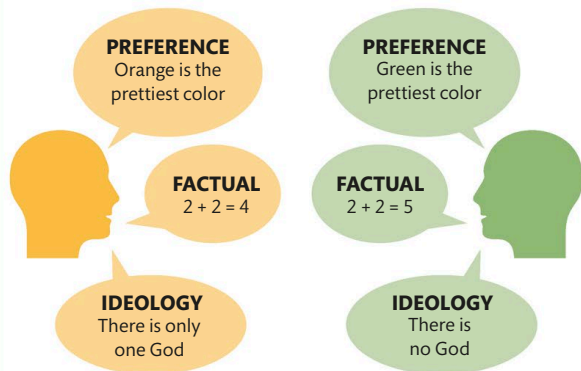 PREFERENCE
Orange is the
prettiest color
PREFERENCE
Green is the
prettiest color
FACTUAL
2 + 2 = 4
FACTUAL
2 + 2 = 5
IDEOLOGY
There is only
one God
IDEOLOGY
There is
no God